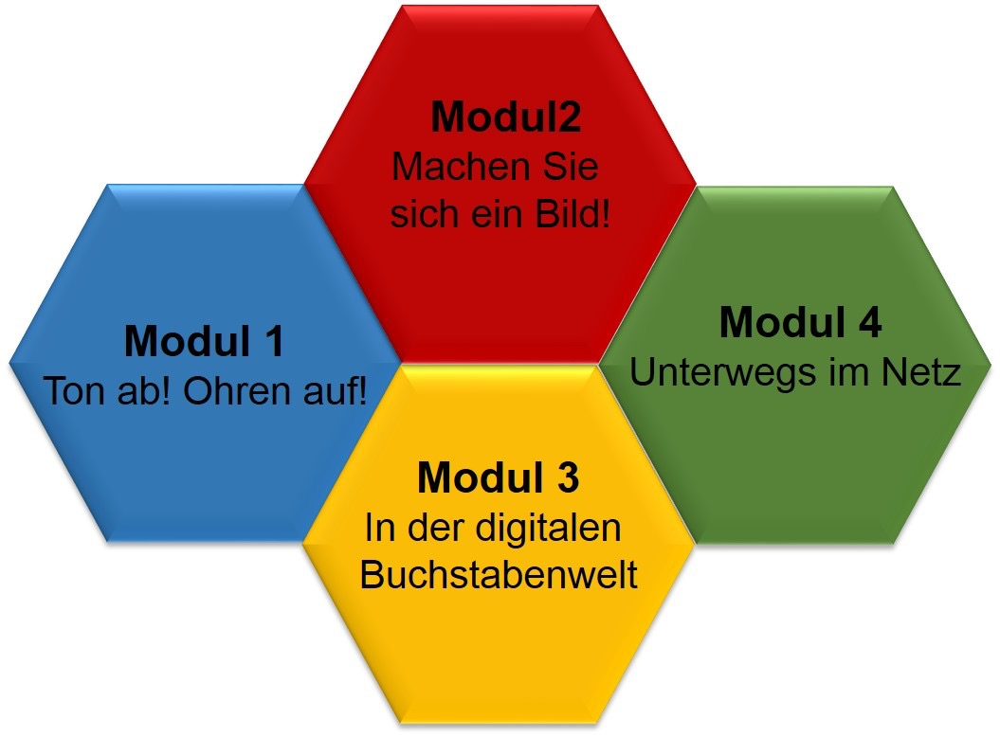 Modul 1
Ton ab! Ohren auf!
Modul2
Machen Sie
sich ein Bild!
Modul 3
In der digitalen
Buchstabenwelt
Modul 4
Unterwegs im Netz